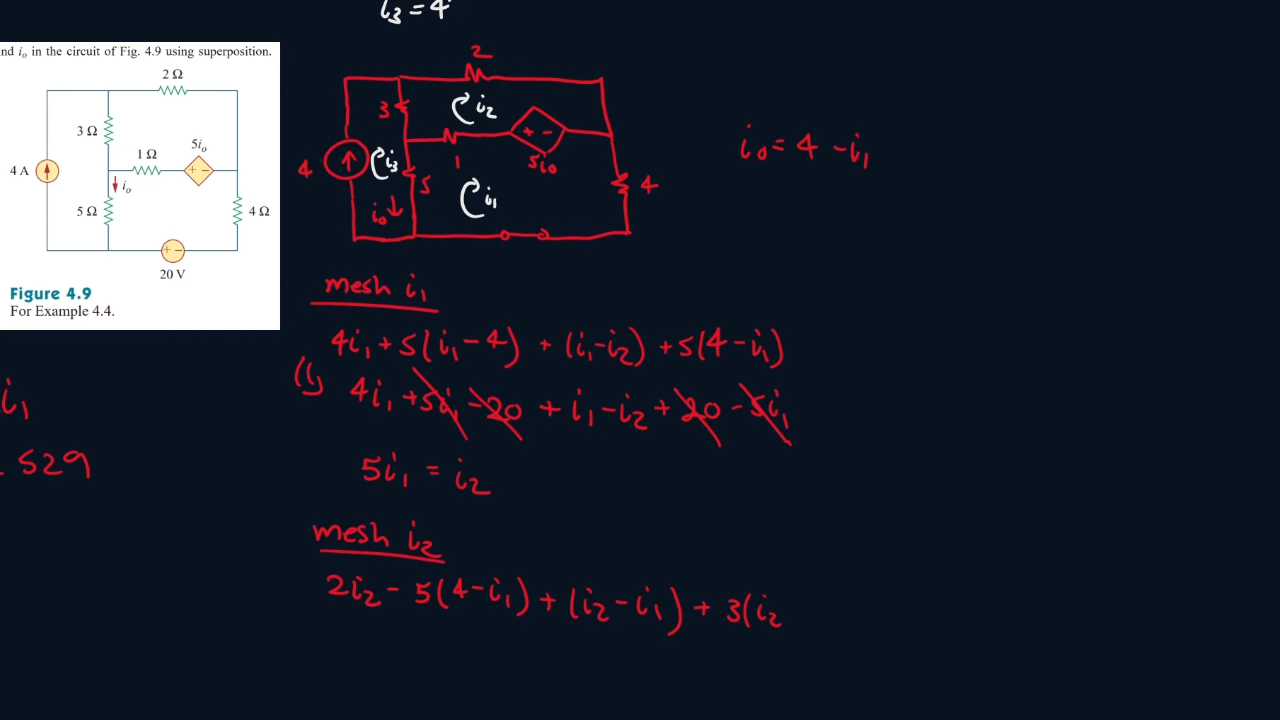 i₃ = 4
nd iₒ in the circuit of Fig. 4.9 using superposition.
2 Ω
3 Ω
1 Ω
5iₒ
4 A
+ −
iₒ
5 Ω
4 Ω
+ −
20 V
Figure 4.9
For Example 4.4.
2
3
i₂
4
i₃
1
+ -
5i₀
5
i₀
i₁
4
i₀ = 4 - i₁
mesh i₁
4i₁ + 5(i₁ - 4) + (i₁ - i₂) + 5(4 - i₁)
(1) 4i₁ + 5i₁ - 20 + i₁ - i₂ + 20 - 5i₁
i₁
5i₁ = i₂
. 529
mesh i₂
2i₂ - 5(4 - i₁) + (i₂ - i₁) + 3(i₂